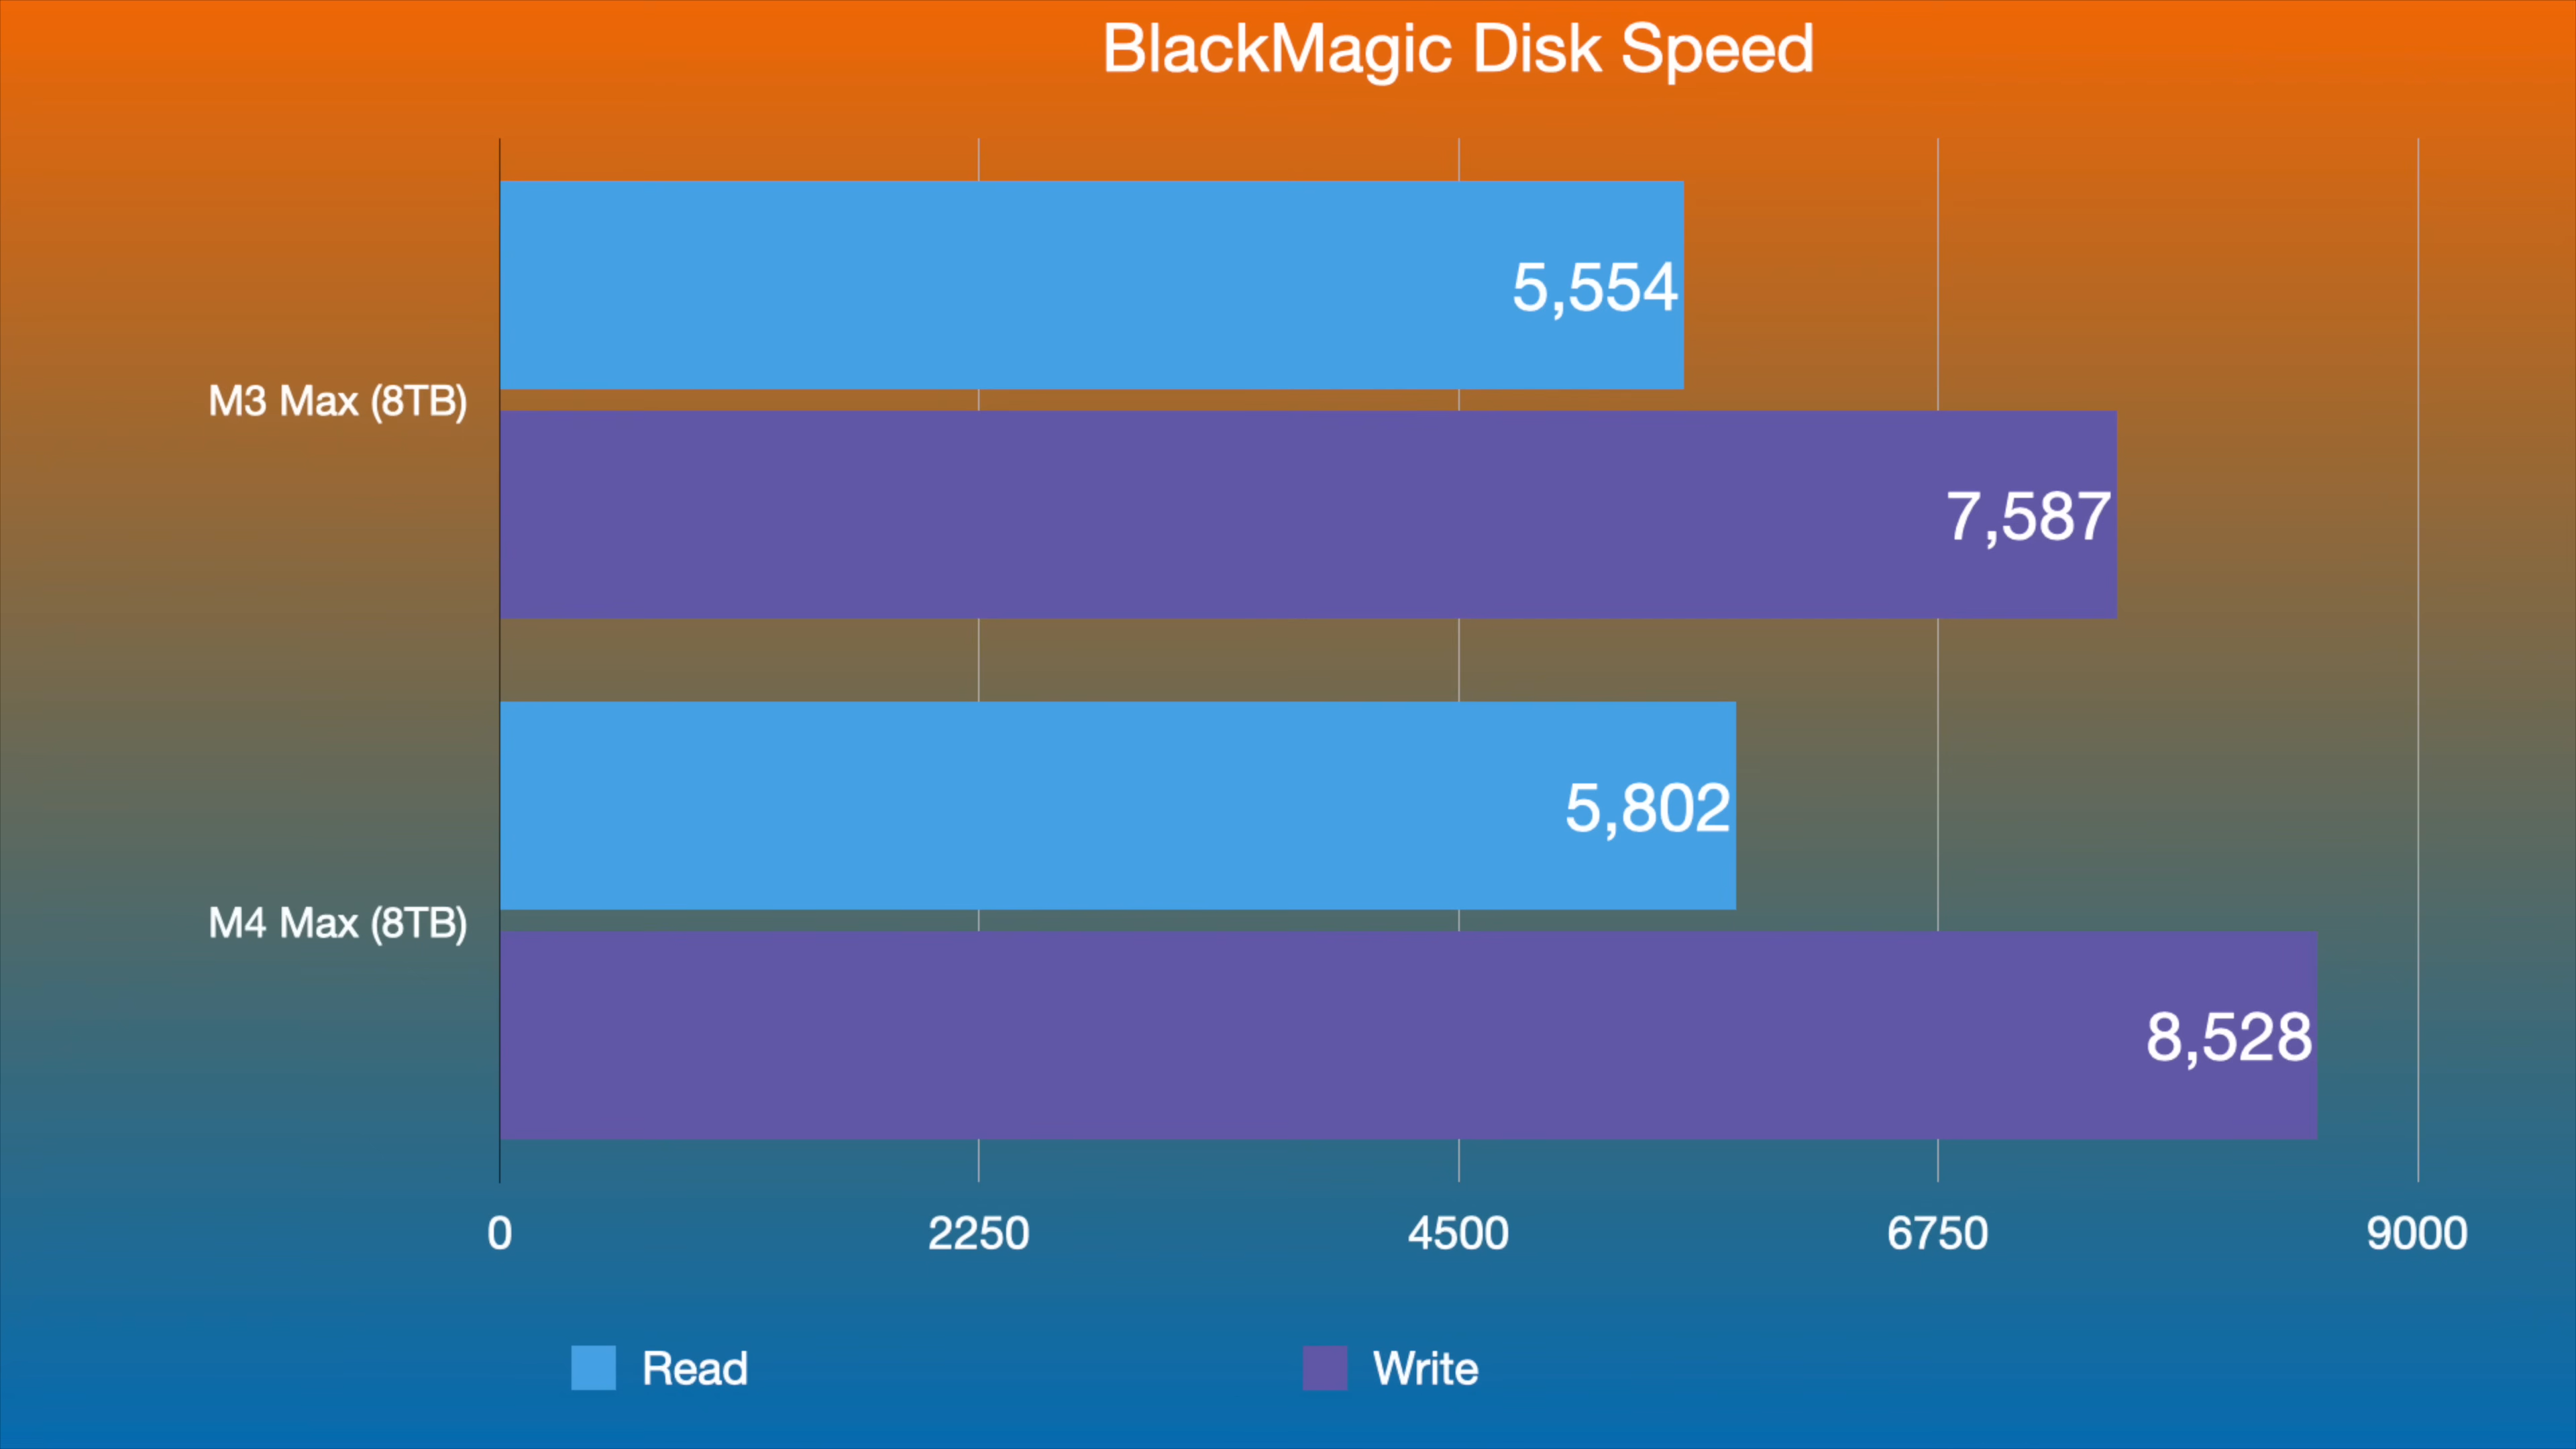 BlackMagic Disk Speed
5,554
M3 Max (8TB)
7,587
5,802
M4 Max (8TB)
8,528
0 2250 4500 6750 9000
Read Write